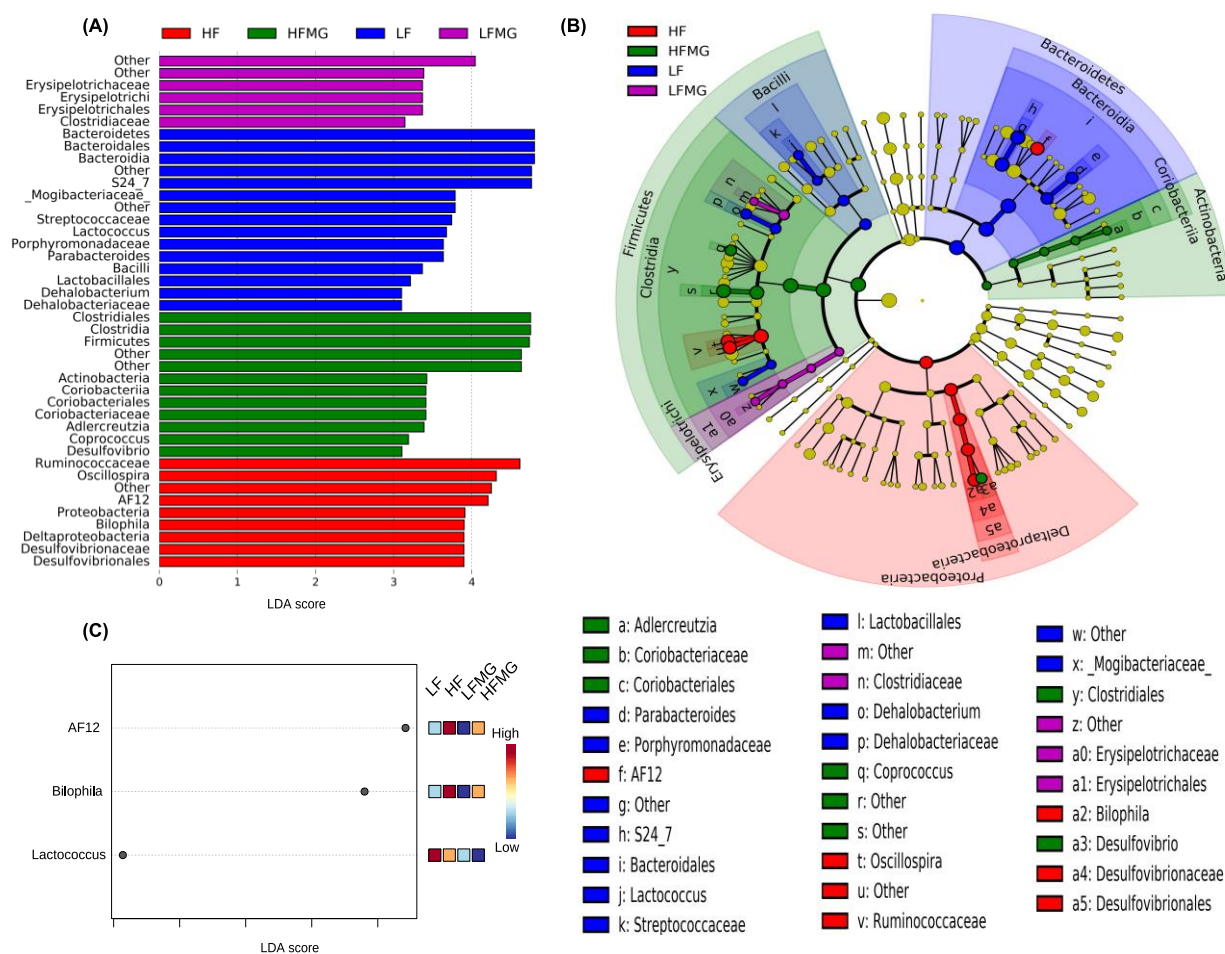 (A)
HF HFMG LF LFMG
Other
Other
Erysipelotrichaceae
Erysipelotrichi
Erysipelotrichales
Clostridiaceae
Bacteroidetes
Bacteroidales
Bacteroidia
Other
S24_7
_Mogibacteriaceae_
Other
Streptococcaceae
Lactococcus
Porphyromonadaceae
Parabacteroides
Bacilli
Lactobacillales
Dehalobacterium
Dehalobacteriaceae
Clostridiales
Clostridia
Firmicutes
Other
Other
Actinobacteria
Coriobacteriia
Coriobacteriales
Coriobacteriaceae
Adlercreutzia
Coprococcus
Desulfovibrio
Ruminococcaceae
Oscillospira
Other
AF12
Proteobacteria
Bilophila
Deltaproteobacteria
Desulfovibrionaceae
Desulfovibrionales
0 1 2 3 4
LDA score
(B)
HF
HFMG
LF
LFMG
Bacteroidetes
Bacteroidia
i
h
g
f
e
d
Coriobacteriia
Actinobacteria
c
b
a
Bacilli
l
k
j
Firmicutes
Clostridia
n
m
p
o
y
q
s
r
v
u
t
x
w
Erysipelotrichi
a1
a0
z
a2
a3
a4
a5
Deltaproteobacteria
Proteobacteria
(C)
LF HF LFMG HFMG
AF12
Bilophila
Lactococcus
High
Low
LDA score
a: Adlercreutzia
b: Coriobacteriaceae
c: Coriobacteriales
d: Parabacteroides
e: Porphyromonadaceae
f: AF12
g: Other
h: S24_7
i: Bacteroidales
j: Lactococcus
k: Streptococcaceae
l: Lactobacillales
m: Other
n: Clostridiaceae
o: Dehalobacterium
p: Dehalobacteriaceae
q: Coprococcus
r: Other
s: Other
t: Oscillospira
u: Other
v: Ruminococcaceae
w: Other
x: _Mogibacteriaceae_
y: Clostridiales
z: Other
a0: Erysipelotrichaceae
a1: Erysipelotrichales
a2: Bilophila
a3: Desulfovibrio
a4: Desulfovibrionaceae
a5: Desulfovibrionales